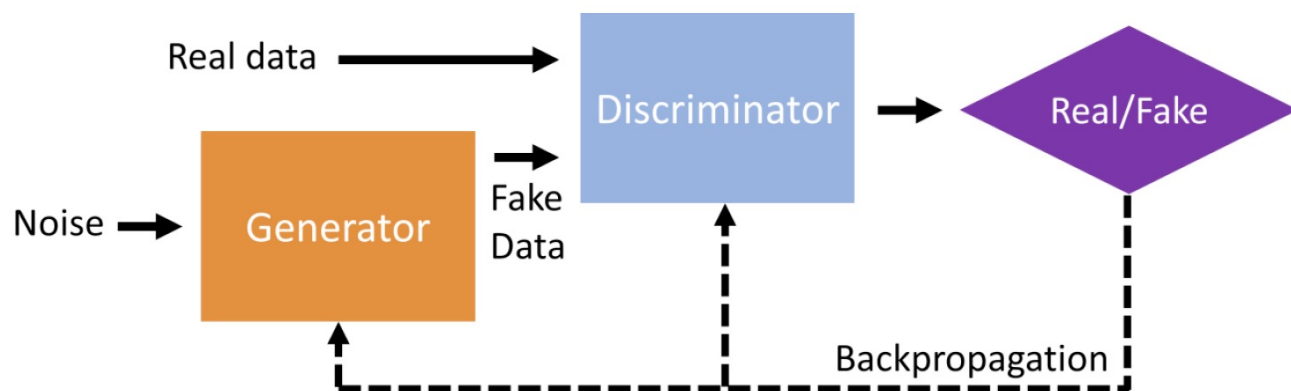 Real data
Discriminator
Real/Fake
Noise
Generator
Fake
Data
Backpropagation